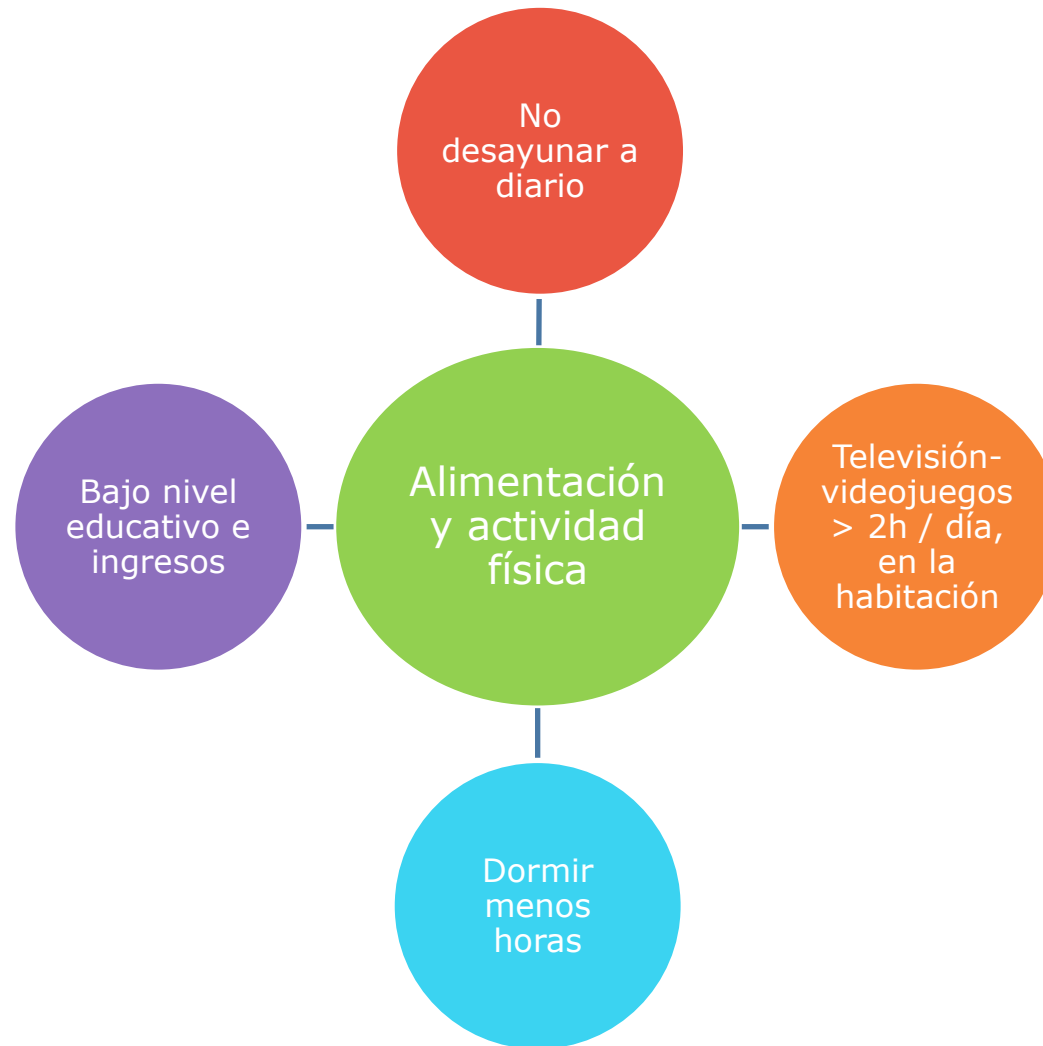 No
desayunar a
diario
Bajo nivel
educativo e
ingresos
Alimentación
y actividad
física
Televisión-
videojuegos
> 2h / día,
en la
habitación
Dormir
menos
horas